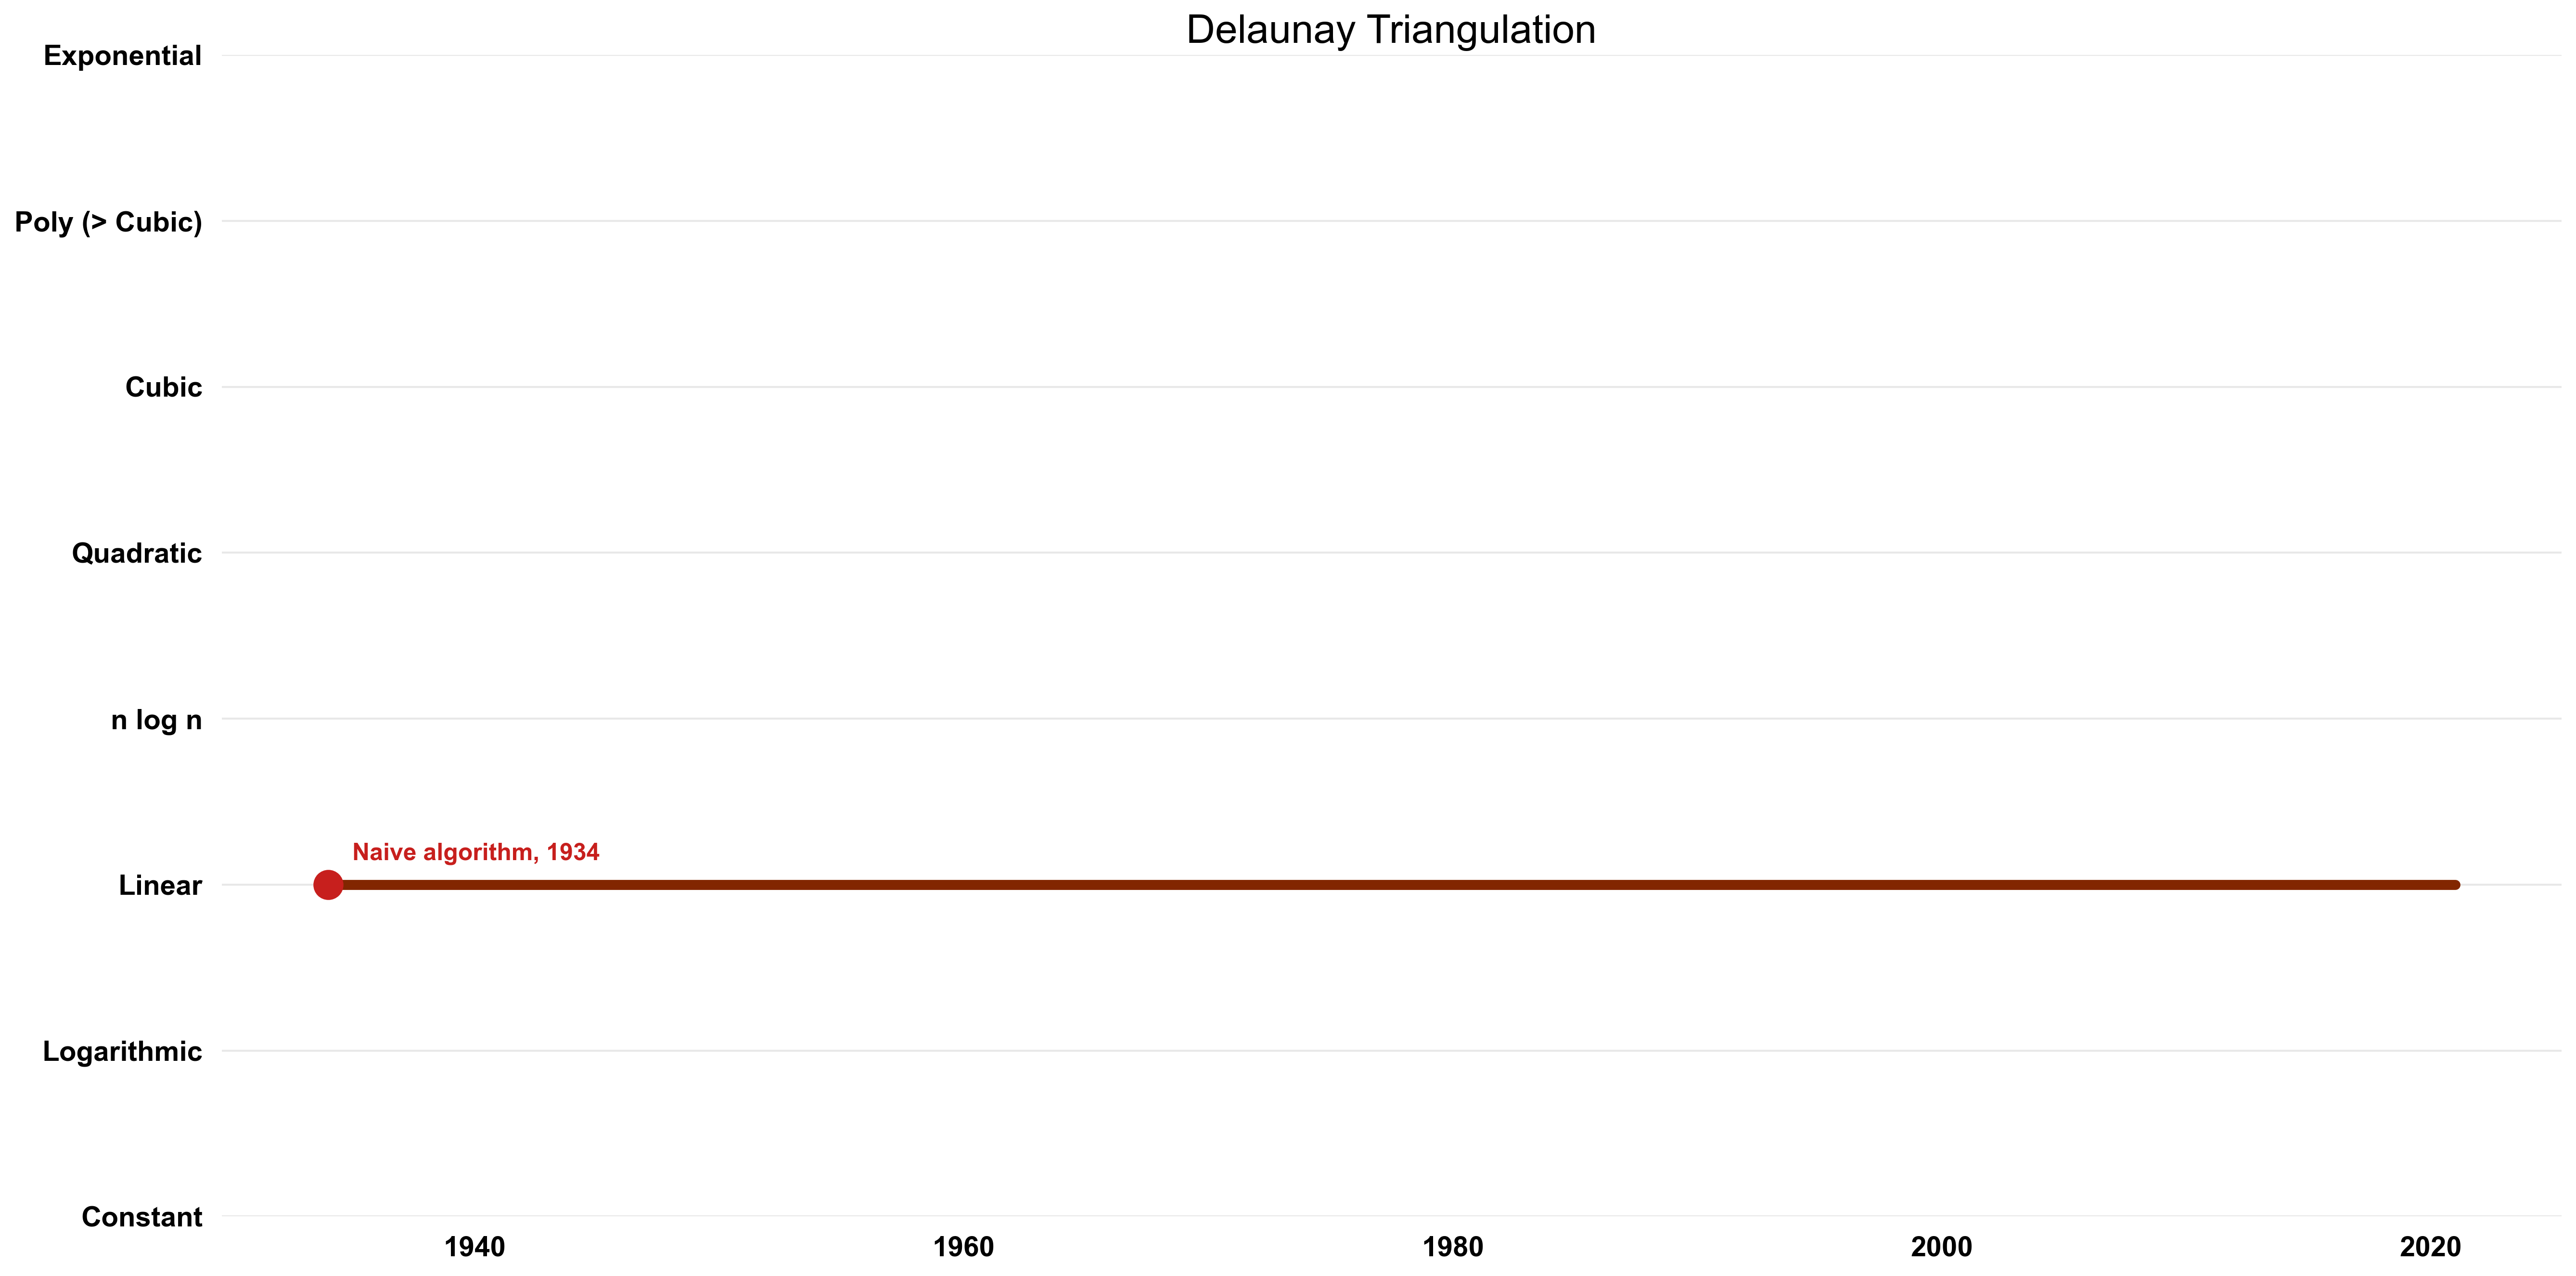 Delaunay Triangulation
Exponential
Poly (> Cubic)
Cubic
Quadratic
n log n
Naive algorithm, 1934
Linear
Logarithmic
Constant
1940 1960 1980 2000 2020